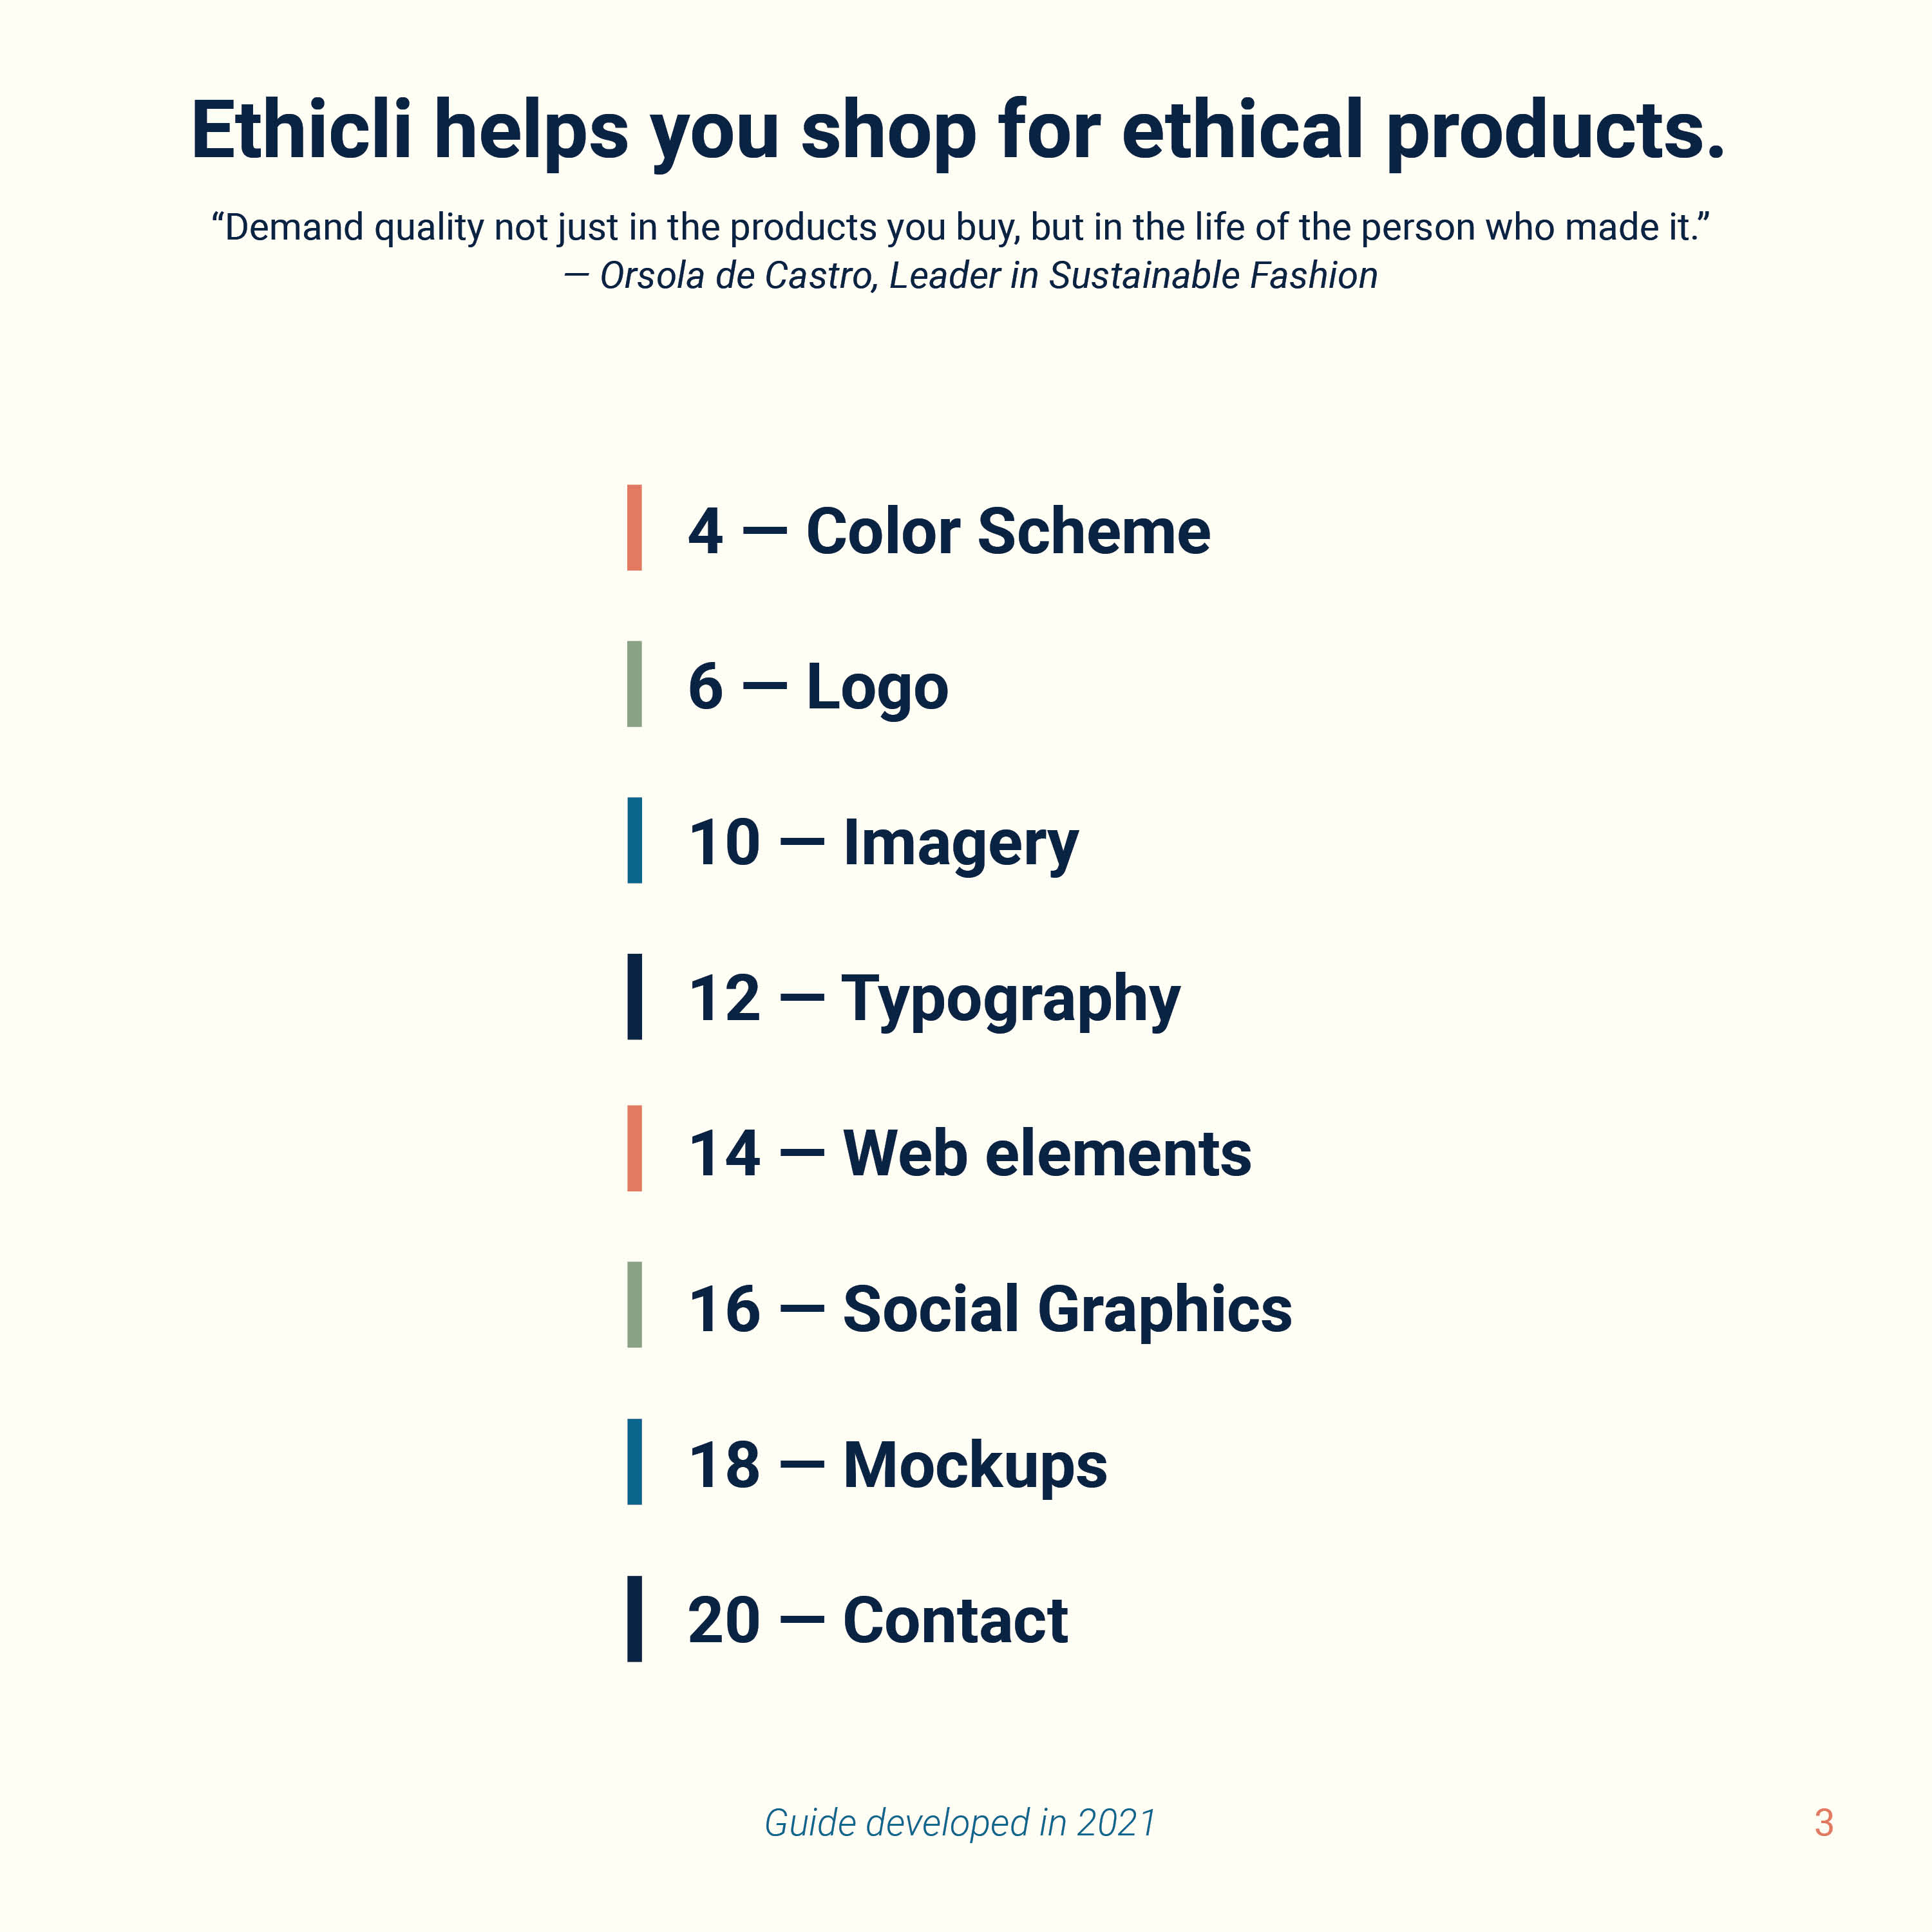 Ethicli helps you shop for ethical products.
“Demand quality not just in the products you buy, but in the life of the person who made it.”
— Orsola de Castro, Leader in Sustainable Fashion
4 — Color Scheme
6 — Logo
10 — Imagery
12 — Typography
14 — Web elements
16 — Social Graphics
18 — Mockups
20 — Contact
Guide developed in 2021
3